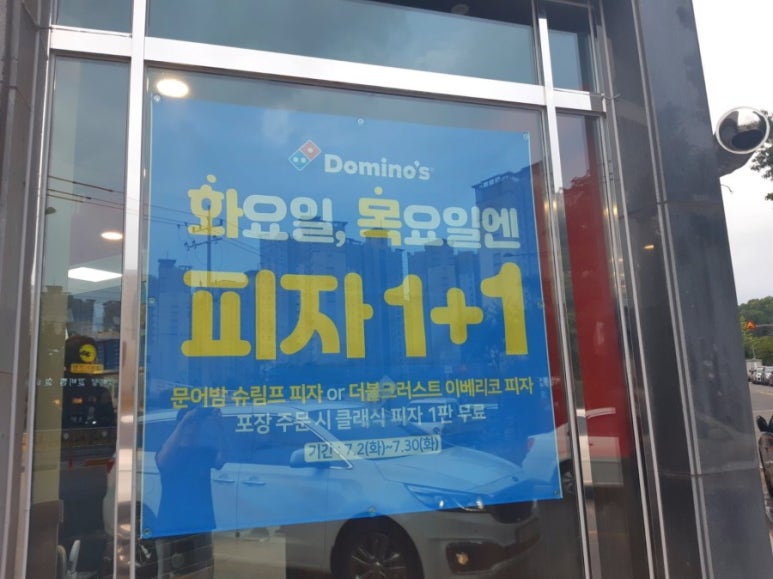 Domino's
화요일, 목요일엔
피자 1+1
문어밤 슈림프 피자 or 더블크러스트 이베리코 피자
포장 주문 시 클래식 피자 1판 무료
기간 : 7.2(화)~7.30(화)